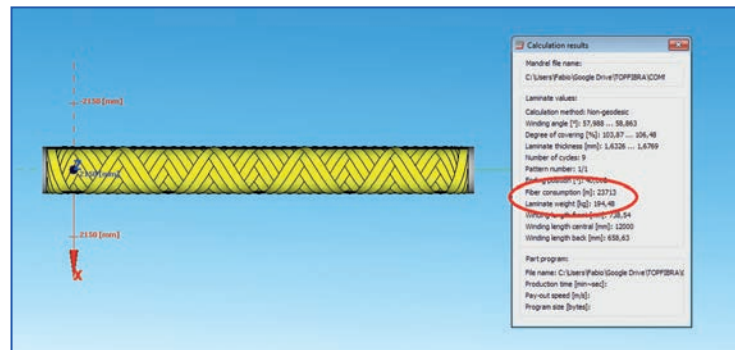 -2150 [mm]
2150 [mm]
X
Calculation results
Mandrel file name:
C:\Users\Fabio\Google Drive\TOPFIBRA\COM
Laminate values:
Calculation method: Non-geodesic
Winding angle [°]: 57,988 ... 58,863
Degree of covering [%]: 103,87 ... 106,48
Laminate thickness [mm]: 1,6326 ... 1,6769
Number of cycles: 9
Pattern number: 1/1
Fiber consumption [m]: 23713
Laminate weight [kg]: 194,48
Winding length central [mm]: 12000
Winding length back [mm]: 658,63
Part program:
File name: C:\Users\Fabio\Google Drive\TOPFIBRA\
Production time [min~sec]:
Pay-out speed [m/s]:
Program size [bytes]: